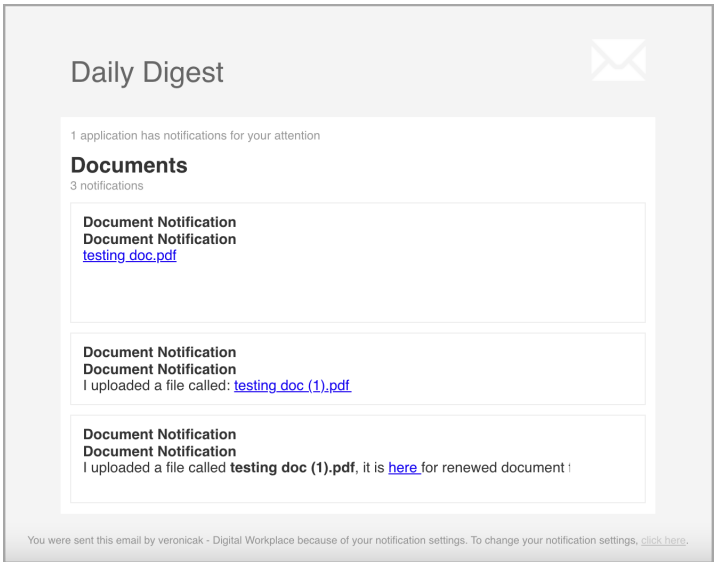 Daily Digest
1 application has notifications for your attention
Documents
3 notifications
Document Notification
Document Notification
testing doc.pdf
Document Notification
Document Notification
I uploaded a file called: testing doc (1).pdf
Document Notification
Document Notification
I uploaded a file called testing doc (1).pdf, it is here for renewed document
You were sent this email by veronicak - Digital Workplace because of your notification settings. To change your notification settings, click here.